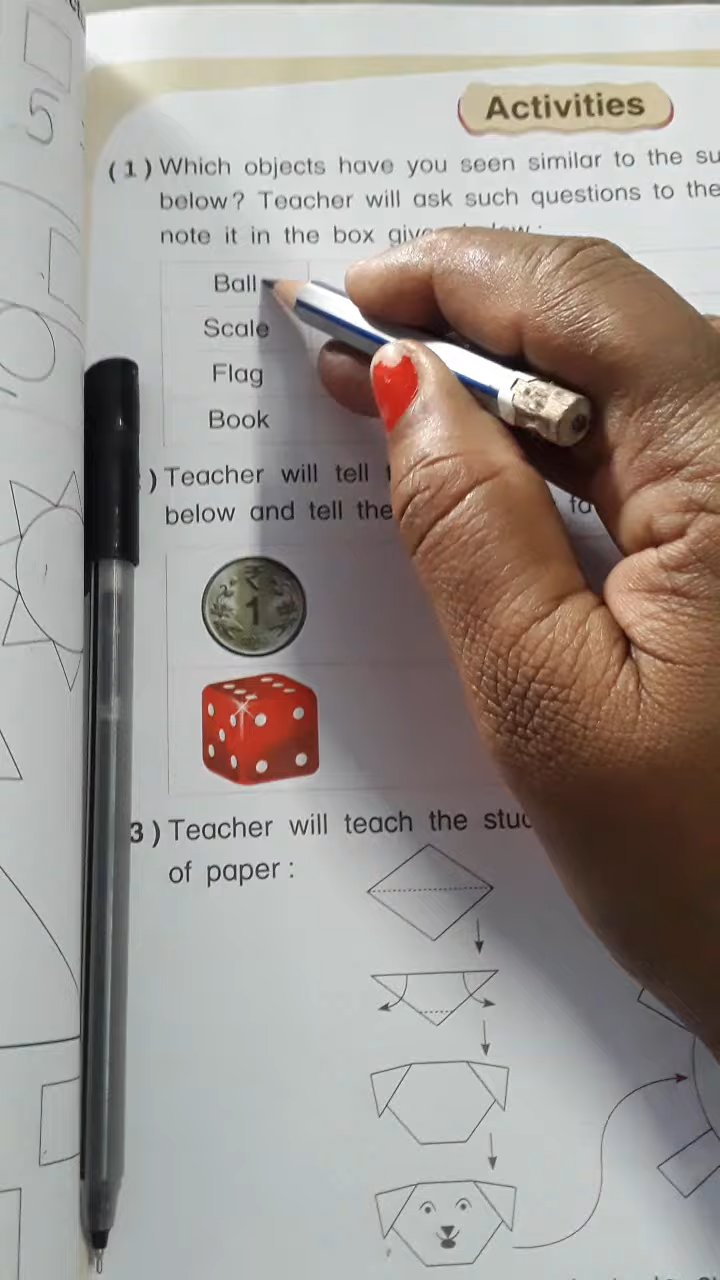 5
Activities
(1) Which objects have you seen similar to the
below? Teacher will ask such questions to the
note it in the box
Ball
Scale
Flag
Book
) Teacher will tell
below and tell the
₹
1
3) Teacher will teach the
of paper :